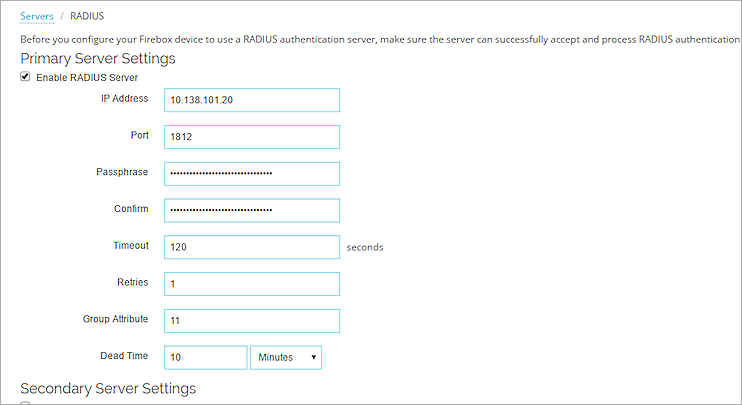 Servers / RADIUS
Before you configure your Firebox device to use a RADIUS authentication server, make sure the server can successfully accept and process RADIUS authentication
Primary Server Settings
Enable RADIUS Server
IP Address 10.138.101.20
Port 1812
Passphrase ••••••••••••••••••••••••••••••••
Confirm ••••••••••••••••••••••••••••••••
Timeout 120 seconds
Retries 1
Group Attribute 11
Dead Time 10 Minutes
Secondary Server Settings